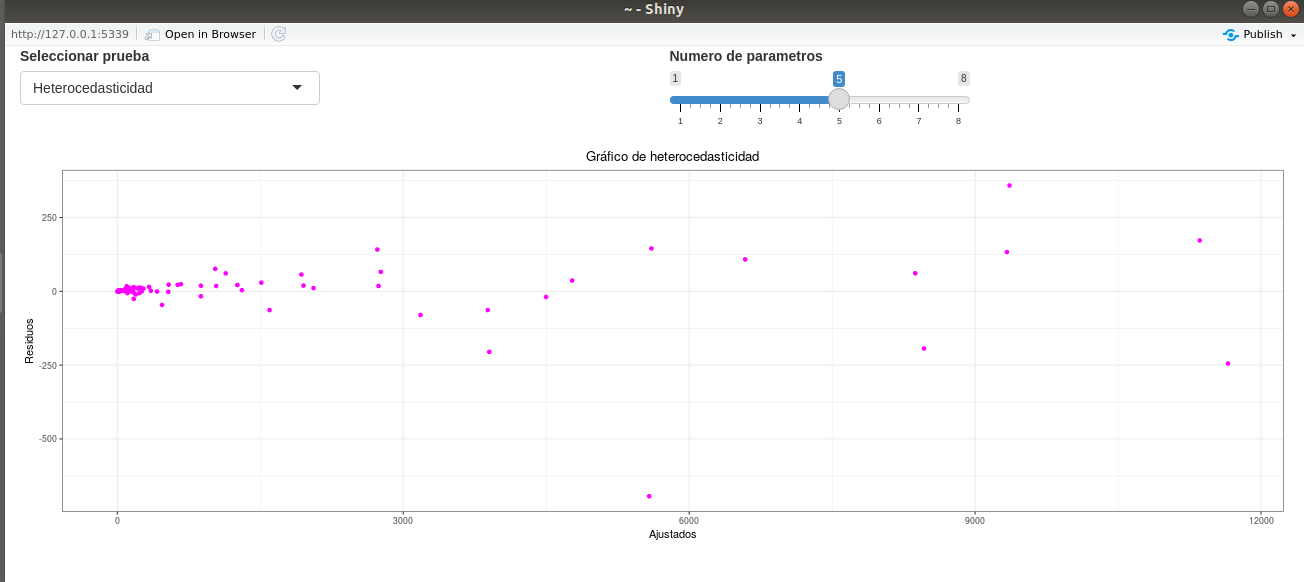 ~ - Shiny
http://127.0.0.1:5339 Open in Browser Publish
Seleccionar prueba
Heterocedasticidad
Numero de parametros
1 5 8
1 2 3 4 5 6 7 8
Gráfico de heterocedasticidad
250
0
-250
-500
Residuos
0 3000 6000 9000 12000
Ajustados